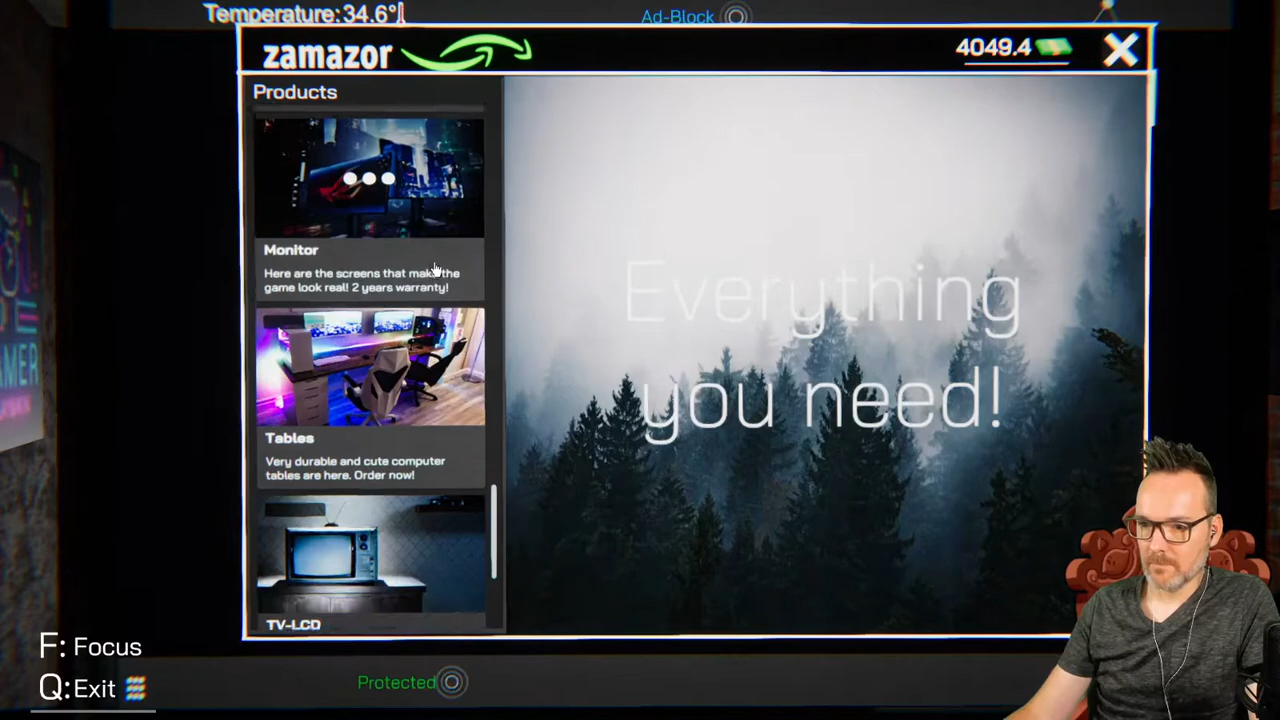 Temperature: 34.6°
Ad-Block
zamazor
4049.4
X
Products
Monitor
Here are the screens that make the
game look real! 2 years warranty!
Tables
Very durable and cute computer
tables are here. Order now!
TV-LCD
Everything
you need!
GAMER
F: Focus
Q: Exit
Protected